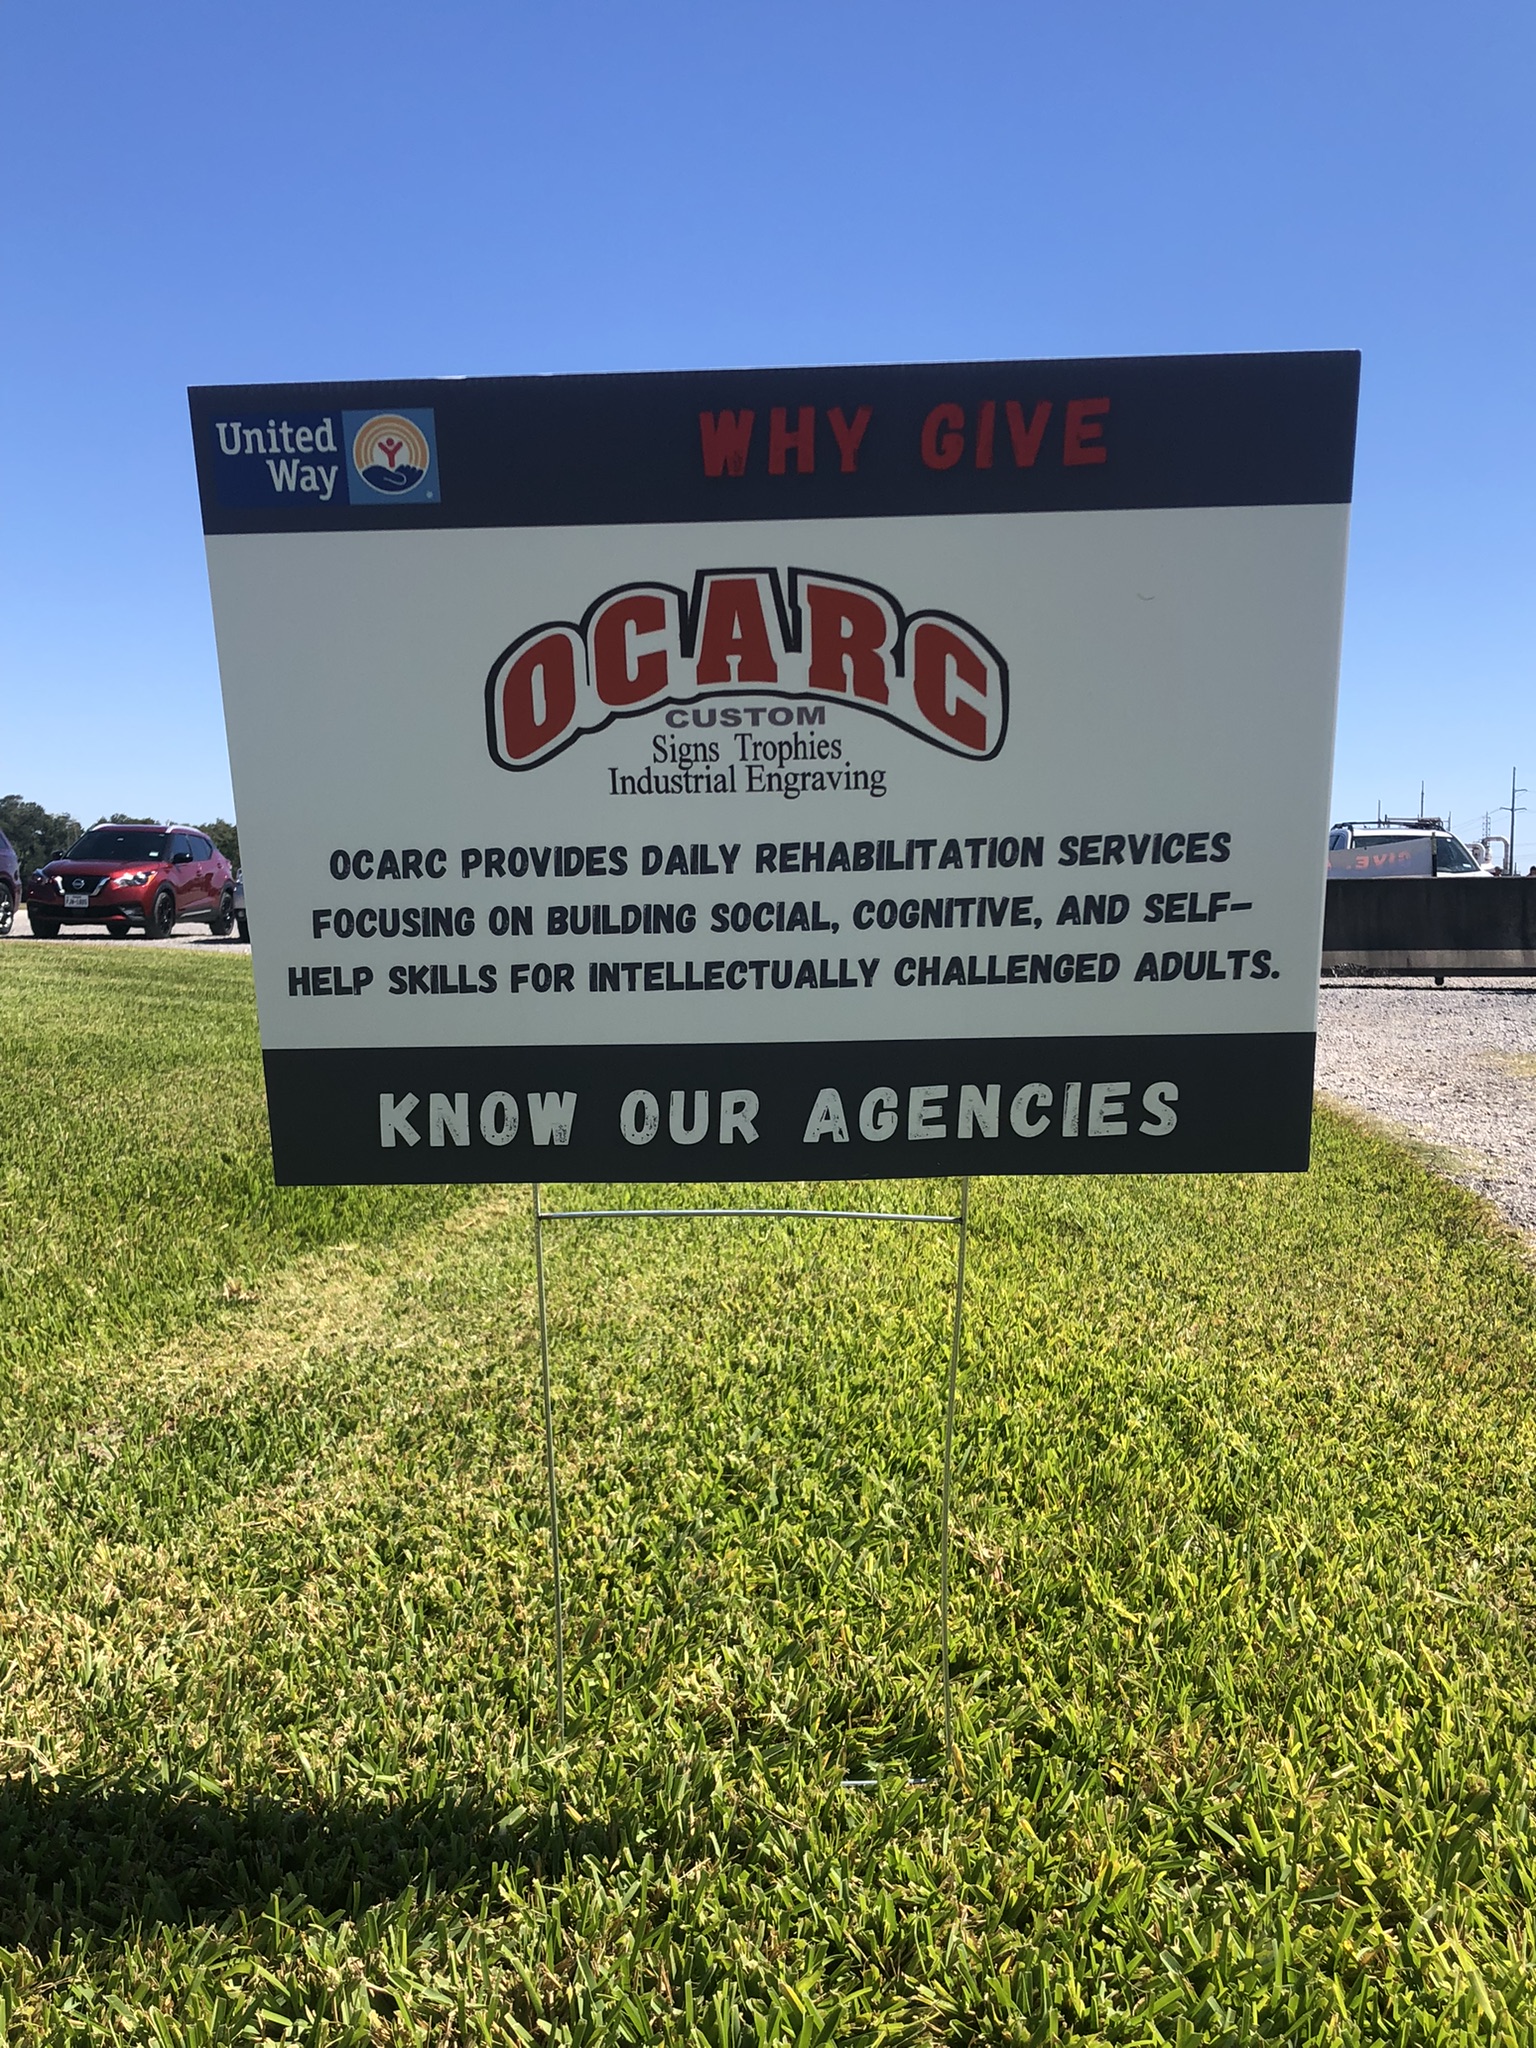 United
Way
WHY GIVE
OCARC
CUSTOM
Signs Trophies
Industrial Engraving
OCARC PROVIDES DAILY REHABILITATION SERVICES
FOCUSING ON BUILDING SOCIAL, COGNITIVE, AND SELF-
HELP SKILLS FOR INTELLECTUALLY CHALLENGED ADULTS.
KNOW OUR AGENCIES